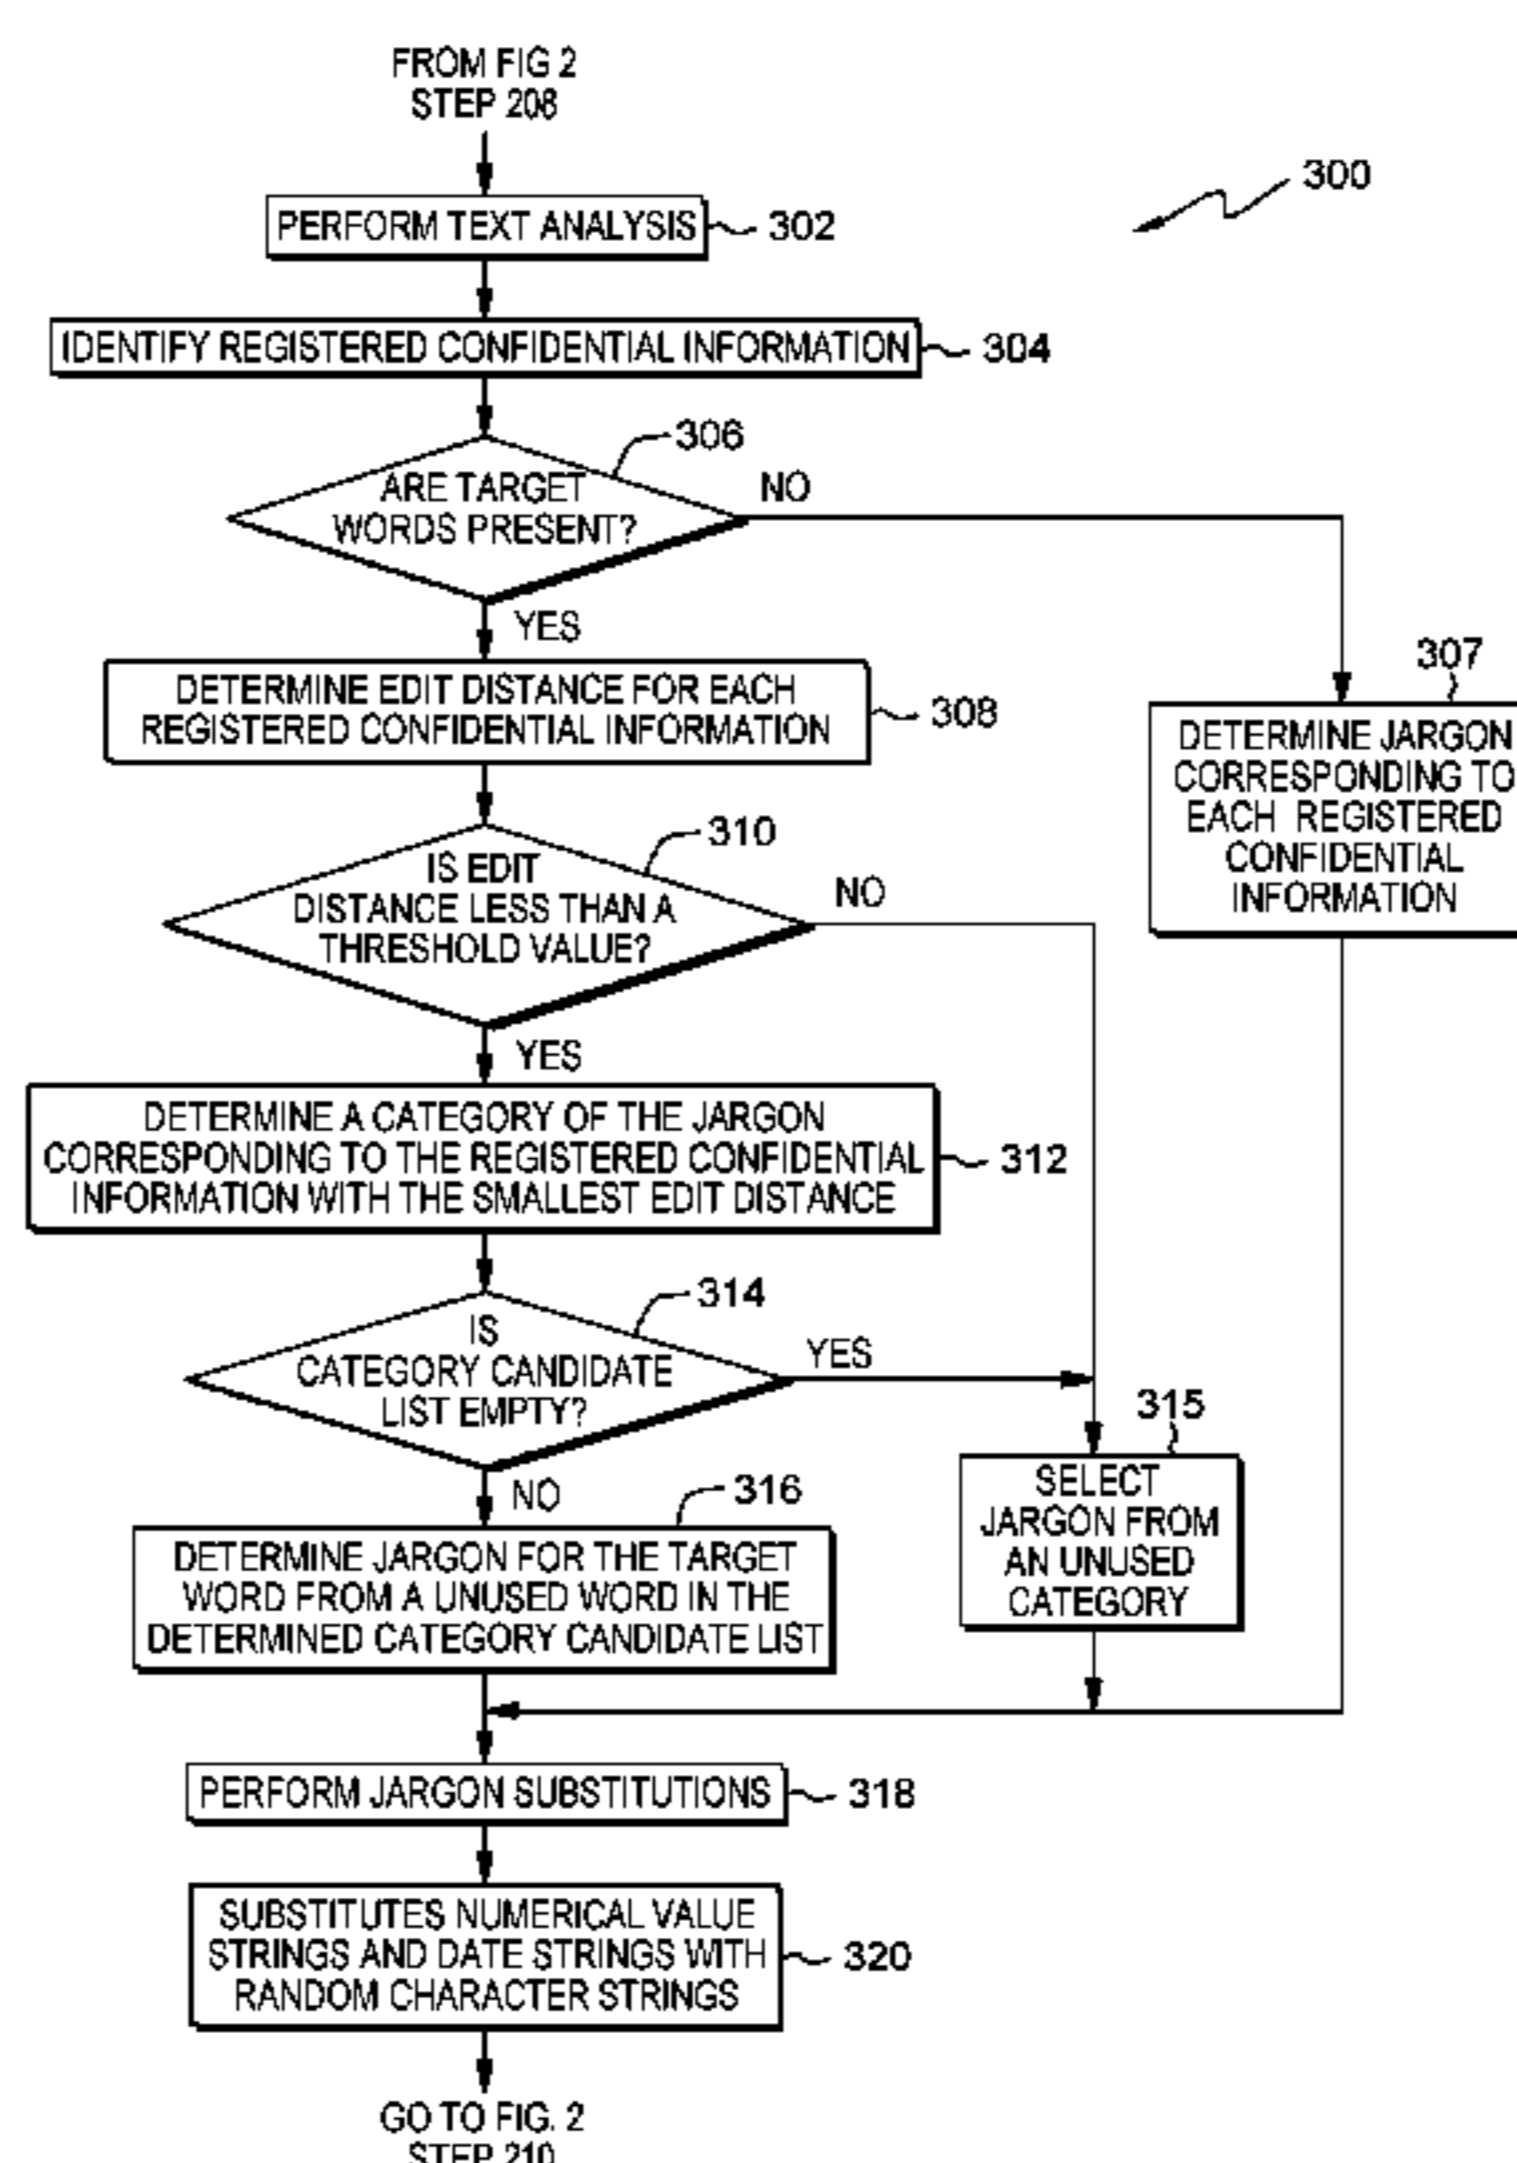 FROM FIG 2
STEP 208
300
PERFORM TEXT ANALYSIS
302
IDENTIFY REGISTERED CONFIDENTIAL INFORMATION
304
306
ARE TARGET
WORDS PRESENT?
NO
YES
307
DETERMINE EDIT DISTANCE FOR EACH
REGISTERED CONFIDENTIAL INFORMATION
308
DETERMINE JARGON
CORRESPONDING TO
EACH REGISTERED
CONFIDENTIAL
INFORMATION
310
IS EDIT
DISTANCE LESS THAN A
THRESHOLD VALUE?
NO
YES
DETERMINE A CATEGORY OF THE JARGON
CORRESPONDING TO THE REGISTERED CONFIDENTIAL
INFORMATION WITH THE SMALLEST EDIT DISTANCE
312
314
IS
CATEGORY CANDIDATE
LIST EMPTY?
YES
NO
315
SELECT
JARGON FROM
AN UNUSED
CATEGORY
316
DETERMINE JARGON FOR THE TARGET
WORD FROM A UNUSED WORD IN THE
DETERMINED CATEGORY CANDIDATE LIST
PERFORM JARGON SUBSTITUTIONS
318
SUBSTITUTES NUMERICAL VALUE
STRINGS AND DATE STRINGS WITH
RANDOM CHARACTER STRINGS
320
GO TO FIG. 2
STEP 210